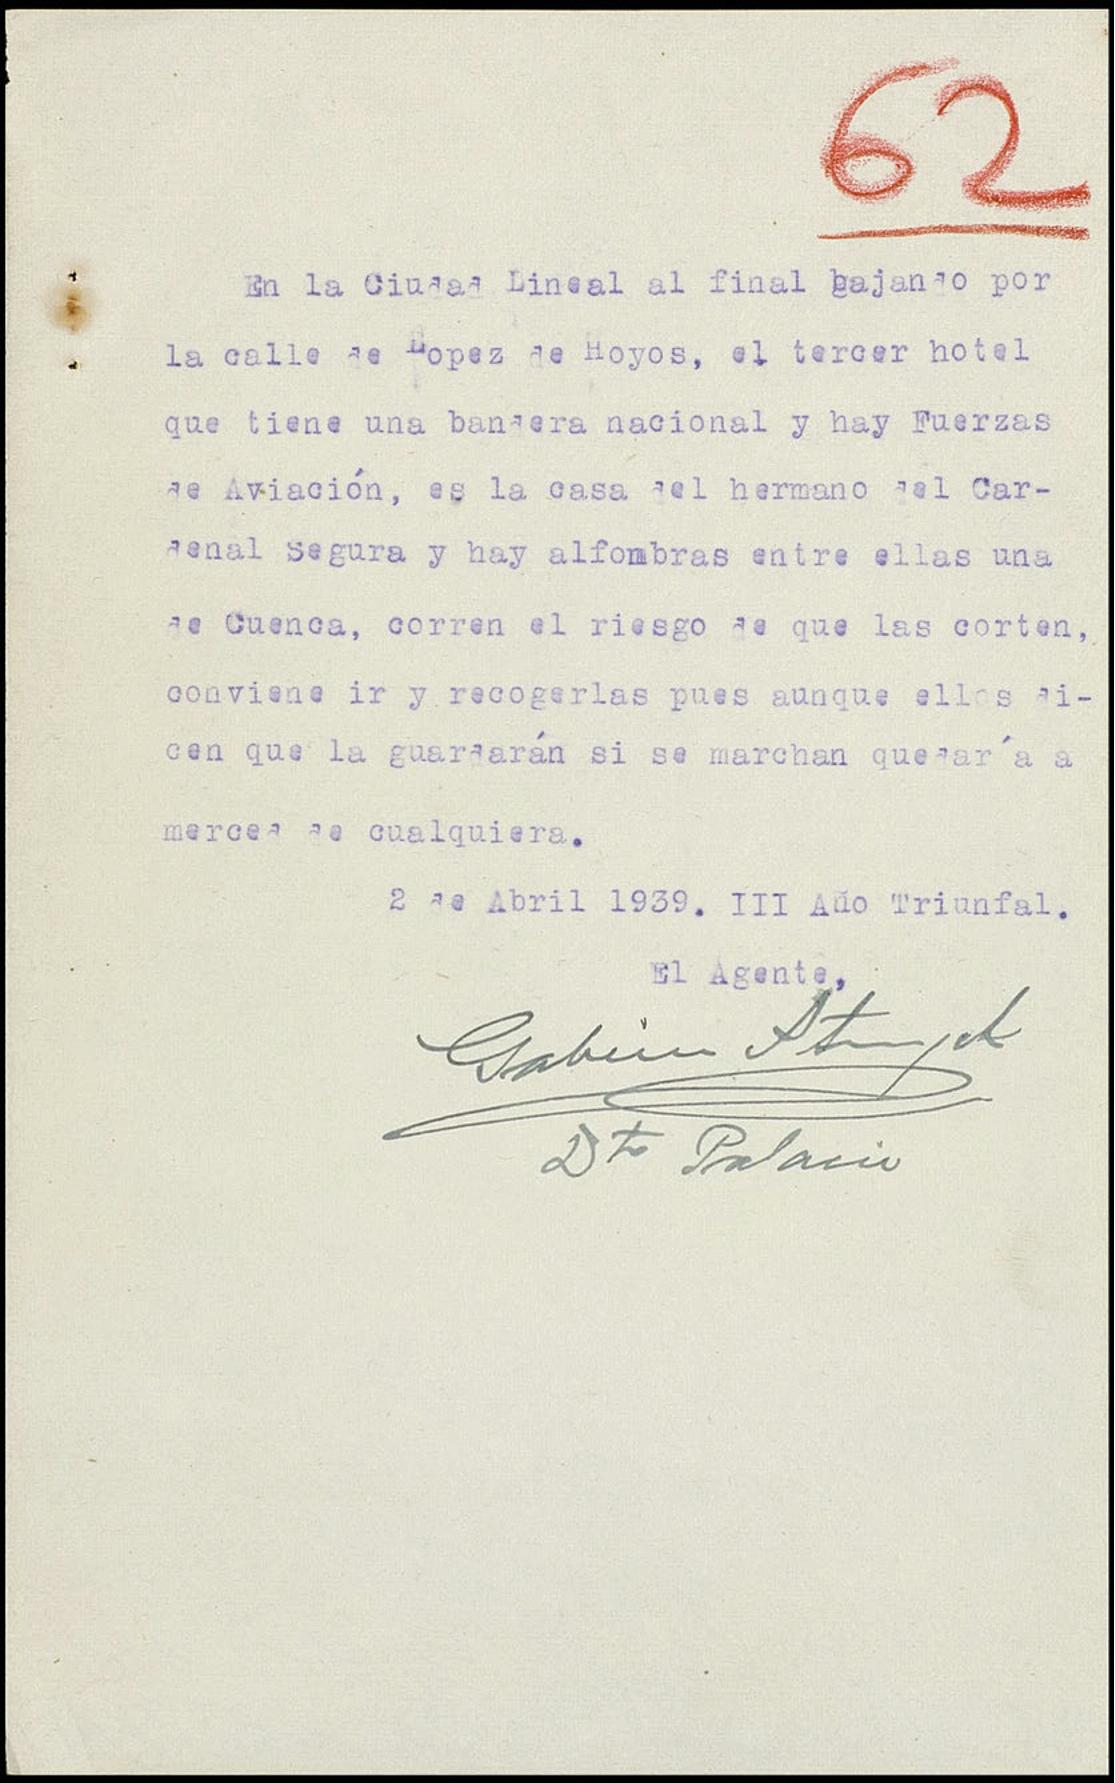 62
En la Ciudad Lineal al final bajando por
la calle de Lopez de Hoyos, el tercer hotel
que tiene una bandera nacional y hay Fuerzas
de Aviación, es la casa del hermano del Car-
denal Segura y hay alfombras entre ellas una
de Cuenca, corren el riesgo de que las corten,
conviene ir y recogerlas pues aunque ellos di-
cen que la guardarán si se marchan quedar´a a
merced de cualquiera.
2 de Abril 1939. III Año Triunfal.
El Agente,
Gabino Stuyck
Dto Palacio